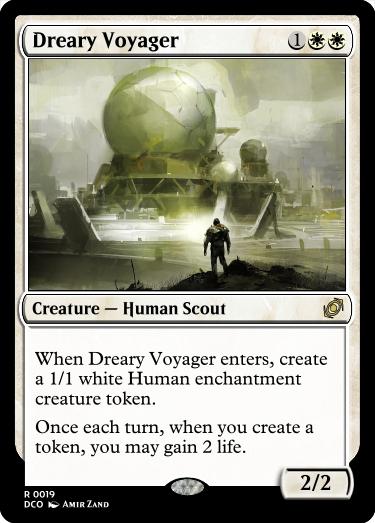 Dreary Voyager 1
Creature — Human Scout
When Dreary Voyager enters, create
a 1/1 white Human enchantment
creature token.
Once each turn, when you create a
token, you may gain 2 life.
2/2
R 0019
DCO Amir Zand